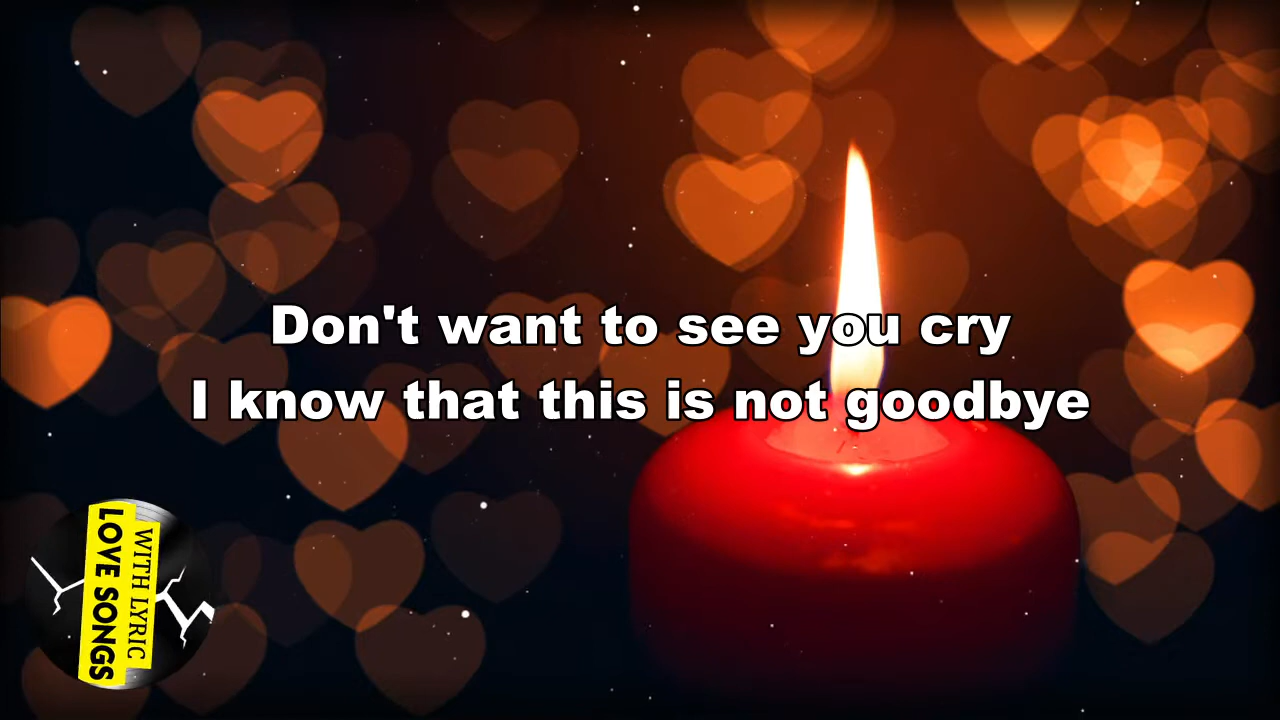 Don't want to see you cry
I know that this is not goodbye
WITH LYRIC
LOVE SONGS